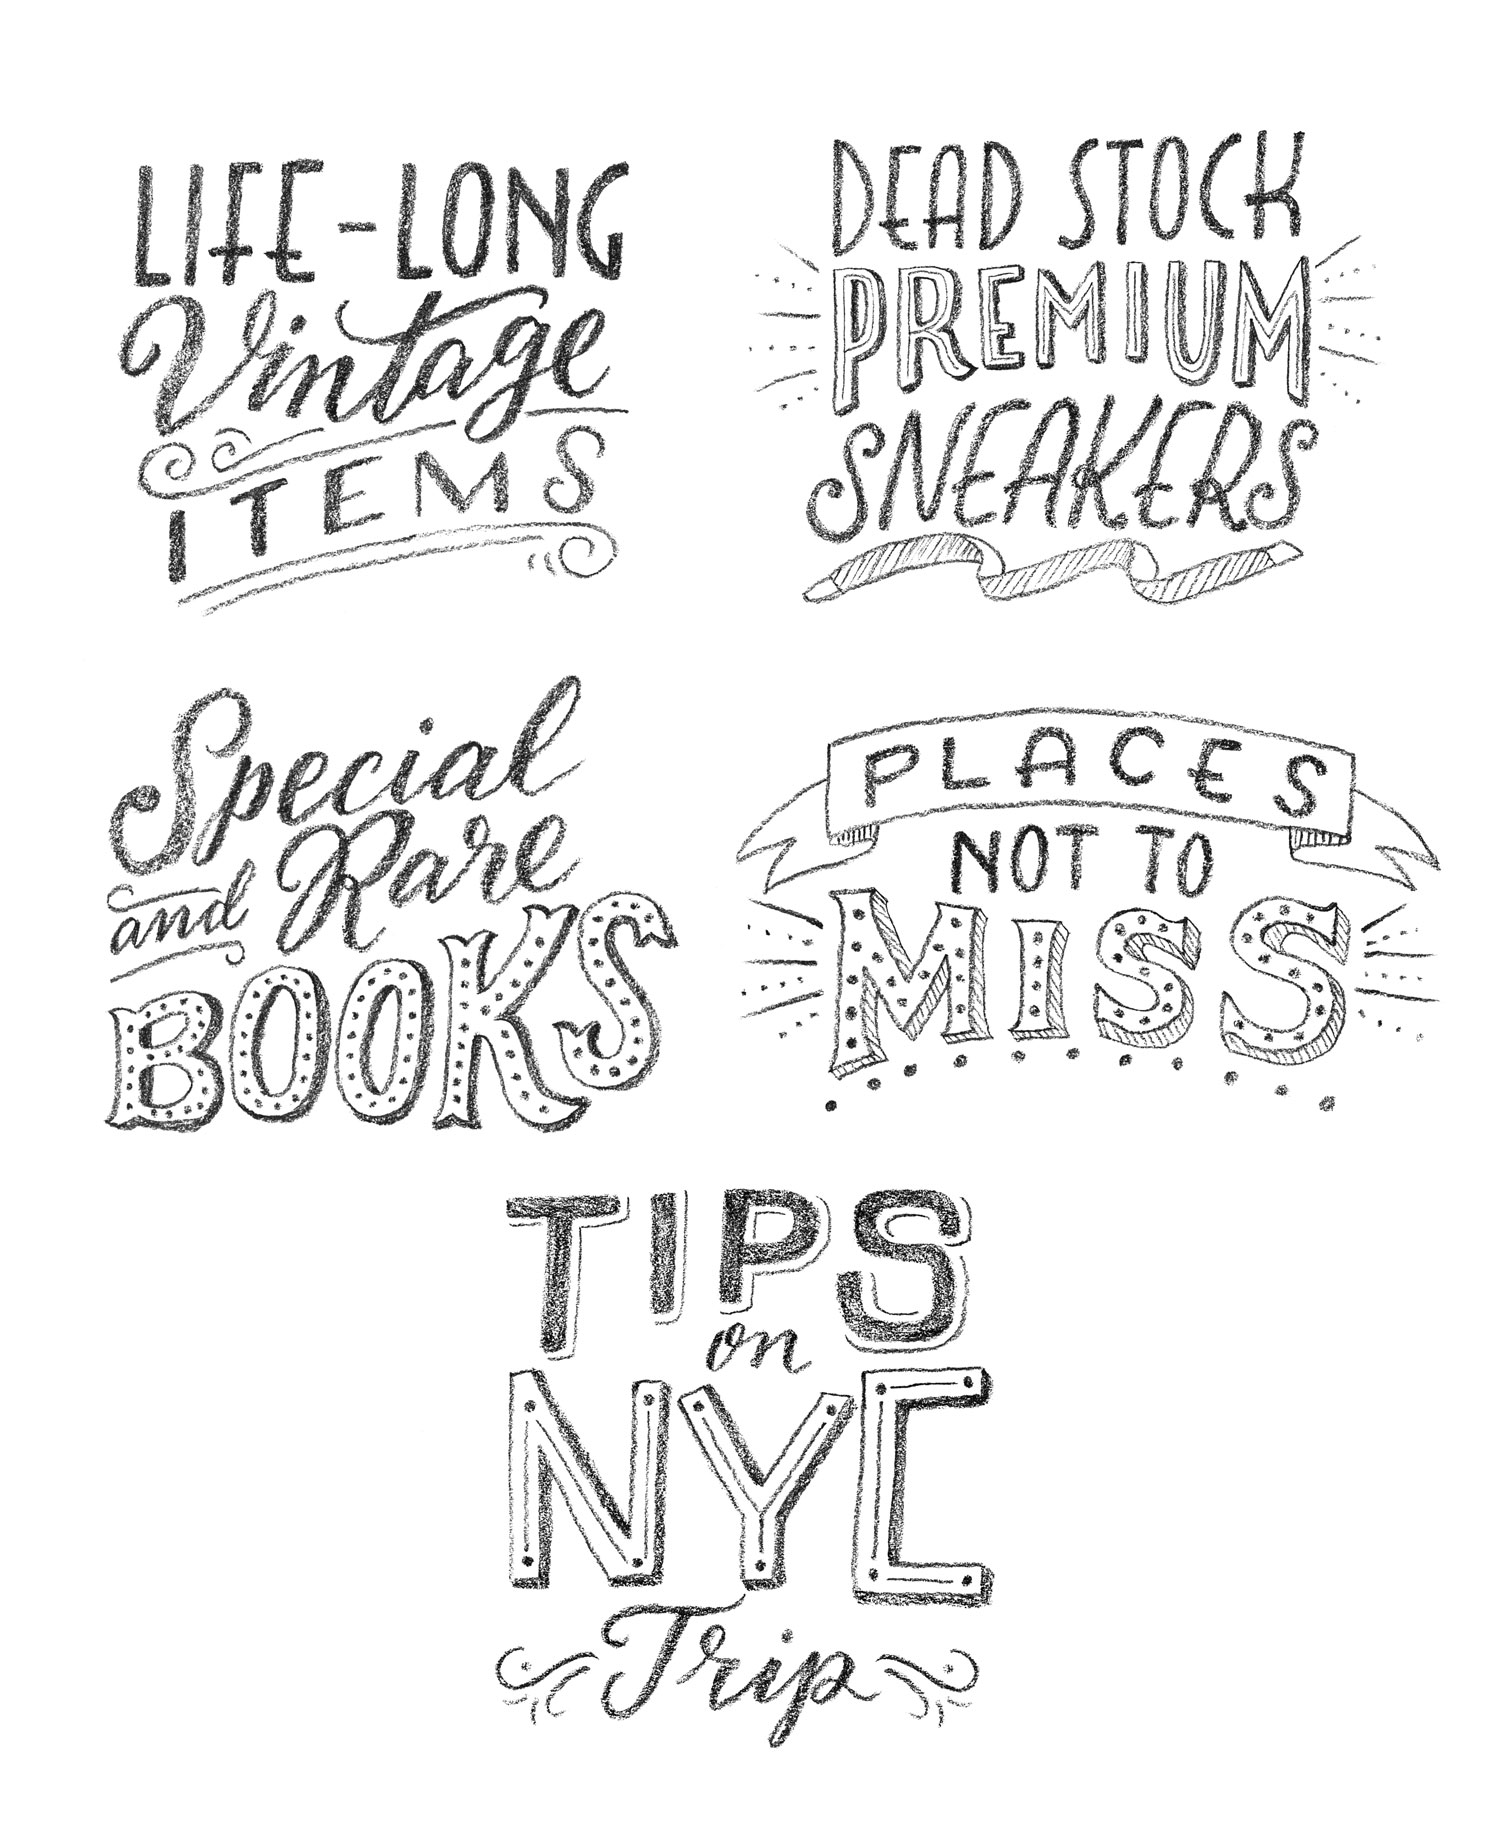 LIFE-LONG
Vintage
ITEMS
DEAD STOCK
PREMIUM
SNEAKERS
Special
and Rare
BOOKS
PLACES
NOT TO
MISS
TIPS
on
NYC
Trip